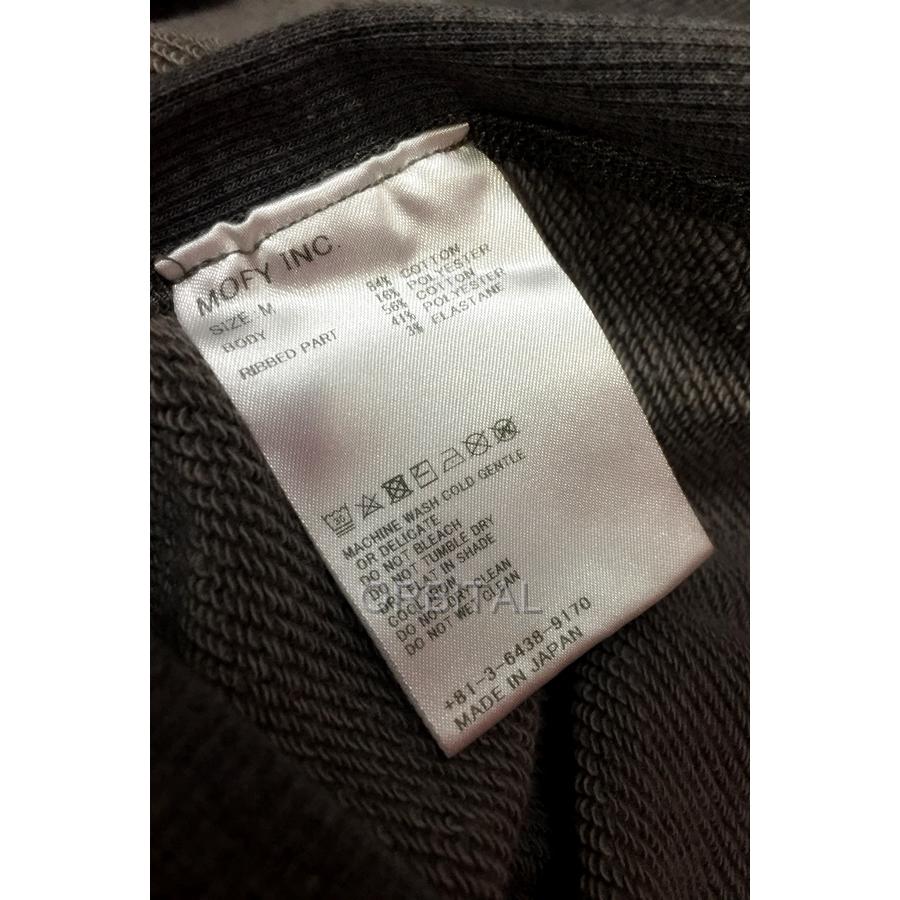 MOFY INC.
SIZE M
BODY 84% COTTON
16% POLYESTER
RIBBED PART 56% COTTON
41% POLYESTER
3% ELASTANE
30
MACHINE WASH COLD GENTLE
OR DELICATE
DO NOT BLEACH
DO NOT TUMBLE DRY
DRY FLAT IN SHADE
COOL IRON
DO NOT DRY CLEAN
DO NOT WET CLEAN
ORBITAL
+81-3-6438-9170
MADE IN JAPAN